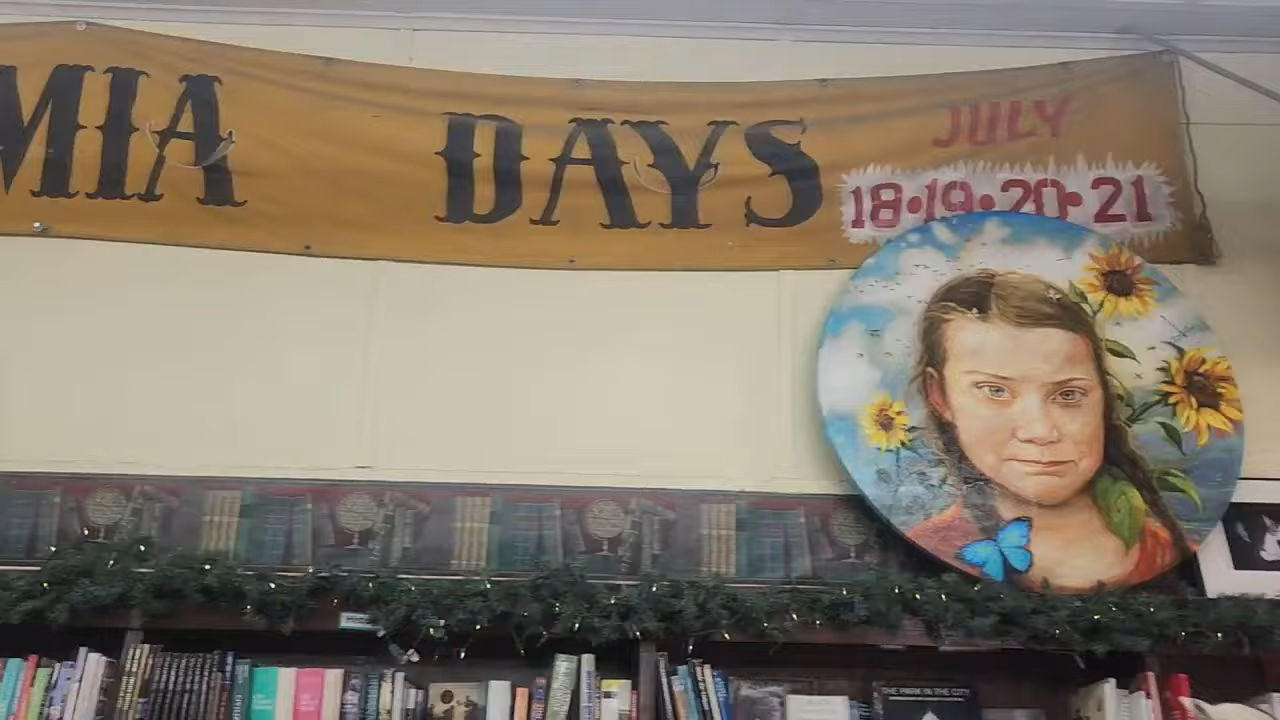 MIA DAYS
JULY
18•19•20•21
THE PARK IN THE CITY